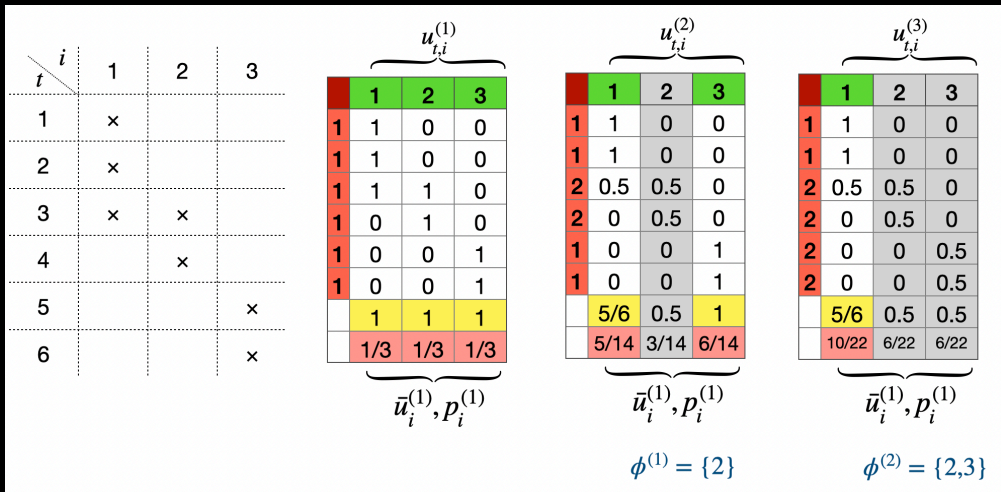 t i 1 2 3
1 ×
2 ×
3 × ×
4 ×
5 ×
6 ×
u_{t,i}^{(1)}
1 2 3
1 1 0 0
1 1 0 0
1 1 1 0
1 0 1 0
1 0 0 1
1 0 0 1
1 1 1
1/3 1/3 1/3
ū_i^{(1)}, p_i^{(1)}
u_{t,i}^{(2)}
1 2 3
1 1 0 0
1 1 0 0
2 0.5 0.5 0
2 0 0.5 0
1 0 0 1
1 0 0 1
5/6 0.5 1
5/14 3/14 6/14
ū_i^{(1)}, p_i^{(1)}
ϕ^{(1)} = {2}
u_{t,i}^{(3)}
1 2 3
1 1 0 0
1 1 0 0
2 0.5 0.5 0
2 0 0.5 0
2 0 0 0.5
2 0 0 0.5
5/6 0.5 0.5
10/22 6/22 6/22
ū_i^{(1)}, p_i^{(1)}
ϕ^{(2)} = {2,3}